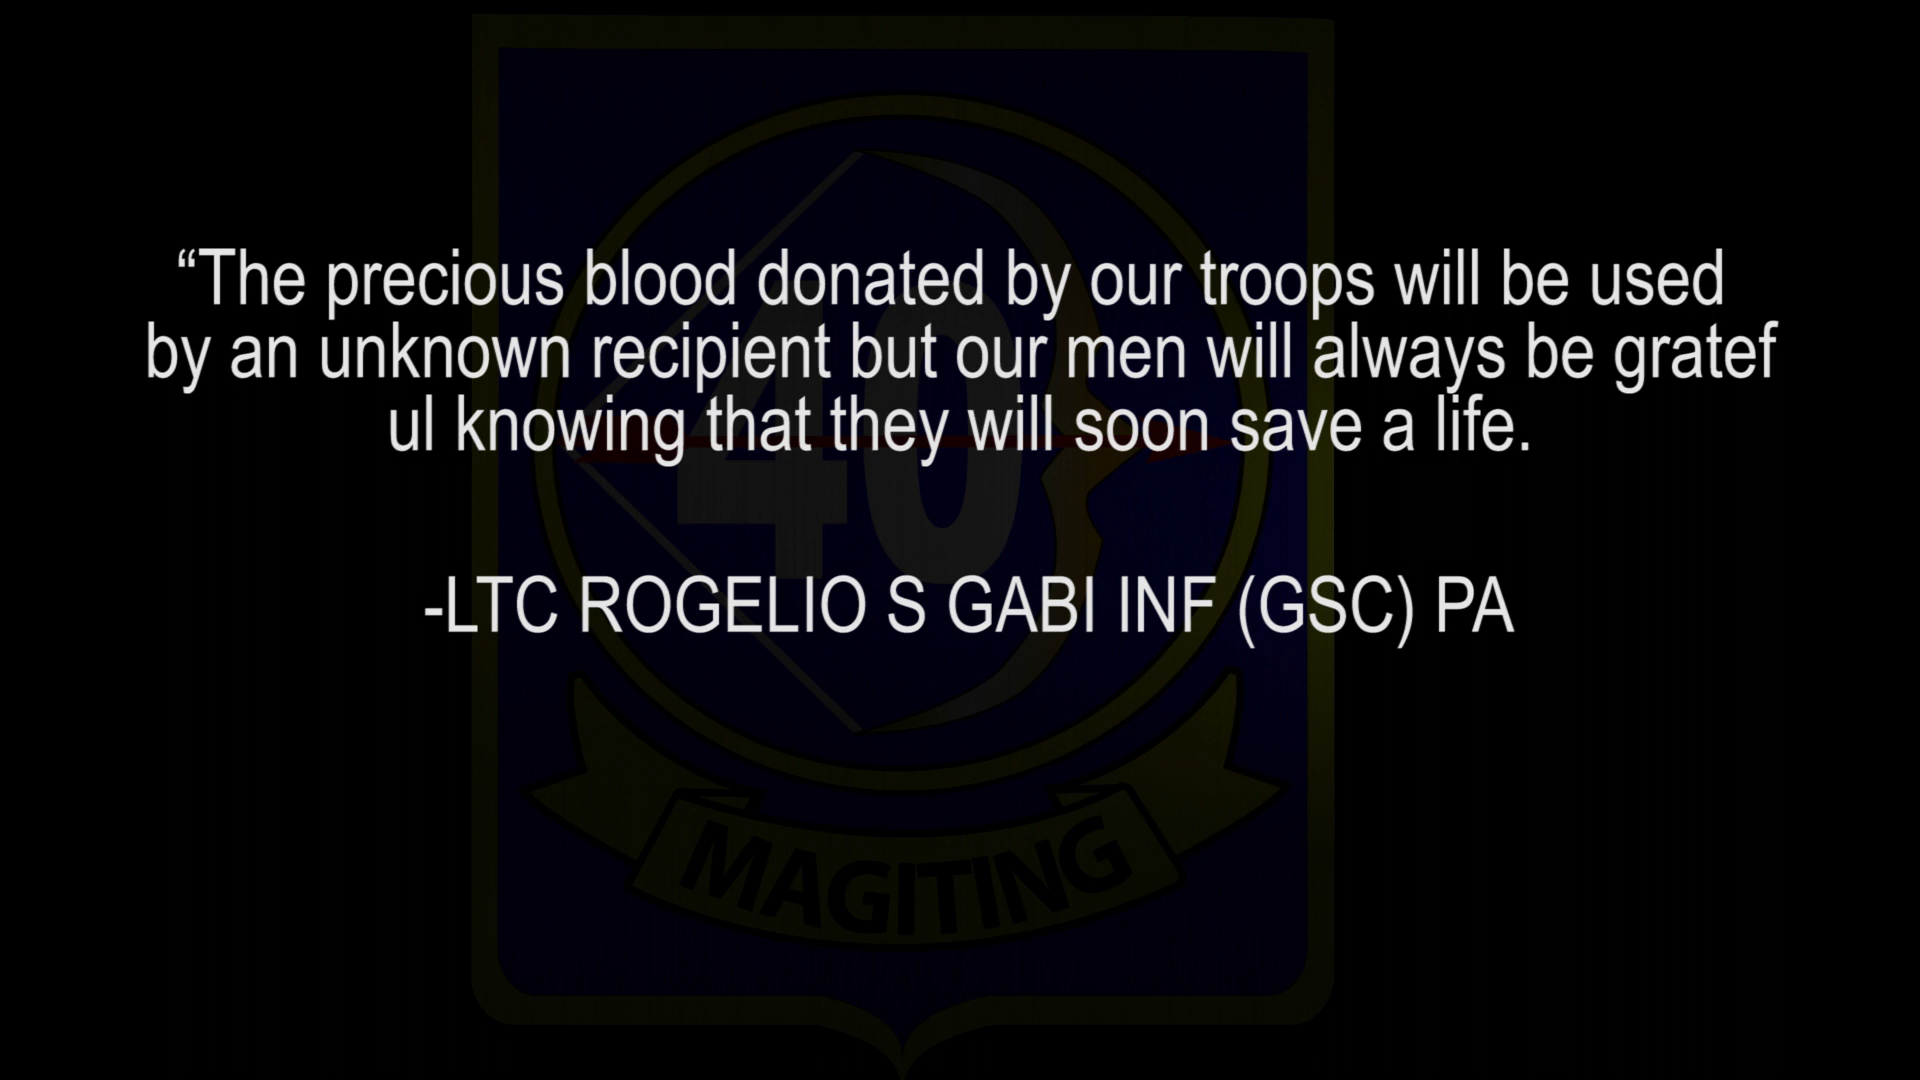 “The precious blood donated by our troops will be used
by an unknown recipient but our men will always be gratef
ul knowing that they will soon save a life.
-LTC ROGELIO S GABI INF (GSC) PA
40
MAGITING